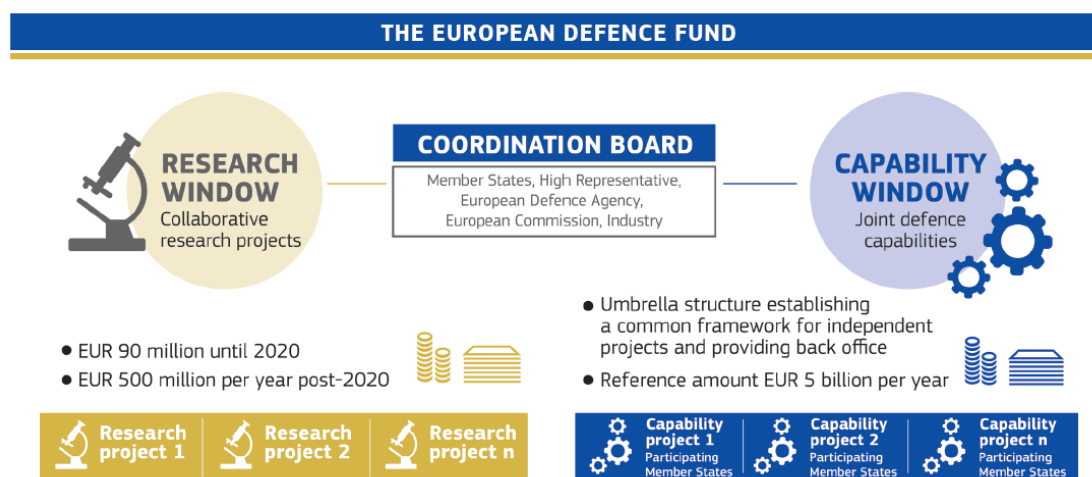 THE EUROPEAN DEFENCE FUND
RESEARCH
WINDOW
Collaborative
research projects
COORDINATION BOARD
Member States, High Representative,
European Defence Agency,
European Commission, Industry
CAPABILITY
WINDOW
Joint defence
capabilities
• EUR 90 million until 2020
• EUR 500 million per year post-2020
• Umbrella structure establishing
a common framework for independent
projects and providing back office
• Reference amount EUR 5 billion per year
Research
project 1
Research
project 2
Research
project n
Capability
project 1
Participating
Member States
Capability
project 2
Participating
Member States
Capability
project n
Participating
Member States